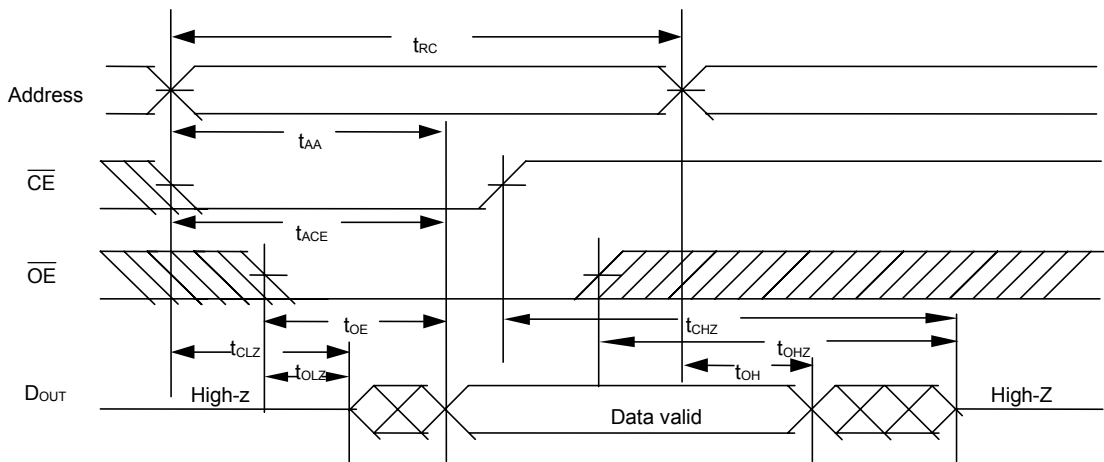 tRC
Address
tAA
CE
tACE
OE
tOE
tCHZ
tCLZ
tOHZ
tOLZ
tOH
DOUT
High-z
Data valid
High-Z